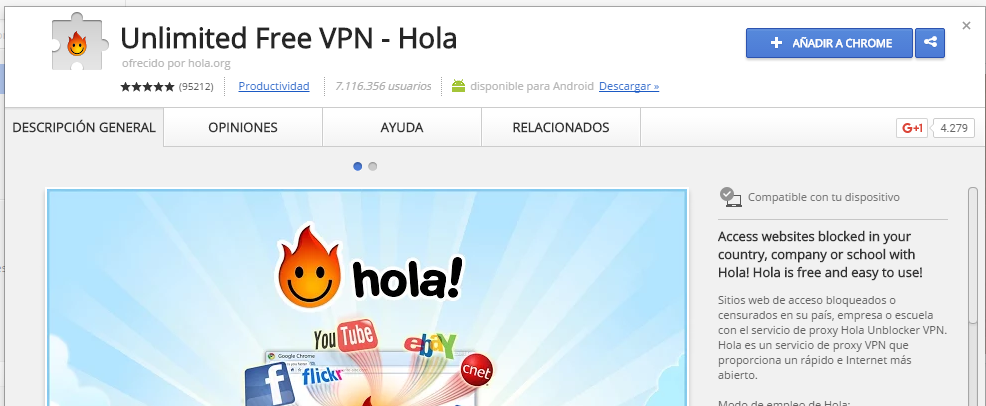 Unlimited Free VPN - Hola
ofrecido por hola.org
(95212) Productividad 7.116.356 usuarios disponible para Android Descargar »
AÑADIR A CHROME
DESCRIPCIÓN GENERAL OPINIONES AYUDA RELACIONADOS
G+1 4.279
hola!
YouTube
ebay
Google Chrome
flickr
cnet
f
Compatible con tu dispositivo
Access websites blocked in your
country, company or school with
Hola! Hola is free and easy to use!
Sitios web de acceso bloqueados o
censurados en su país, empresa o escuela
con el servicio de proxy Hola Unblocker VPN.
Hola es un servicio de proxy VPN que
proporciona un rápido e Internet más
abierto.
Modo de empleo de Hola: